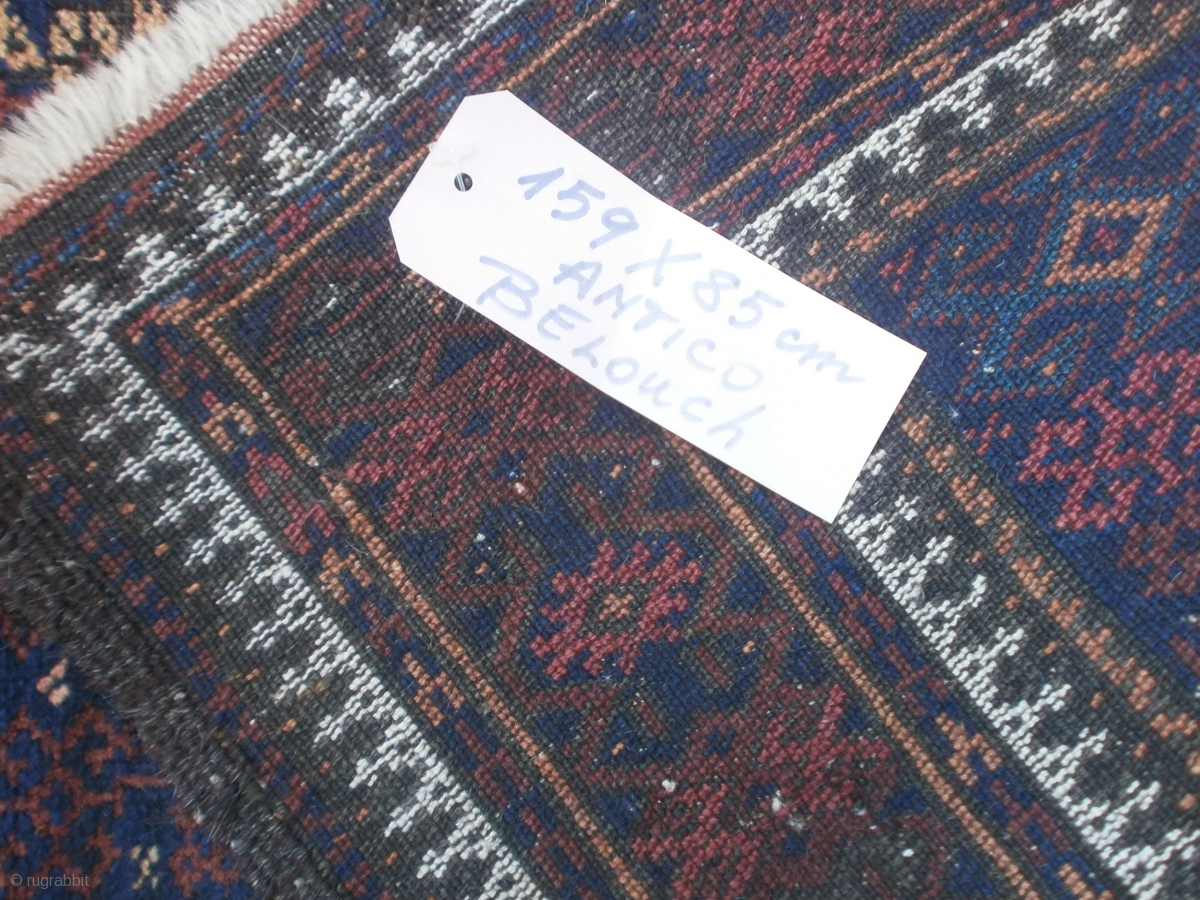 159 X 85 cm
ANTICO
BELOUCH
© rugrabbit